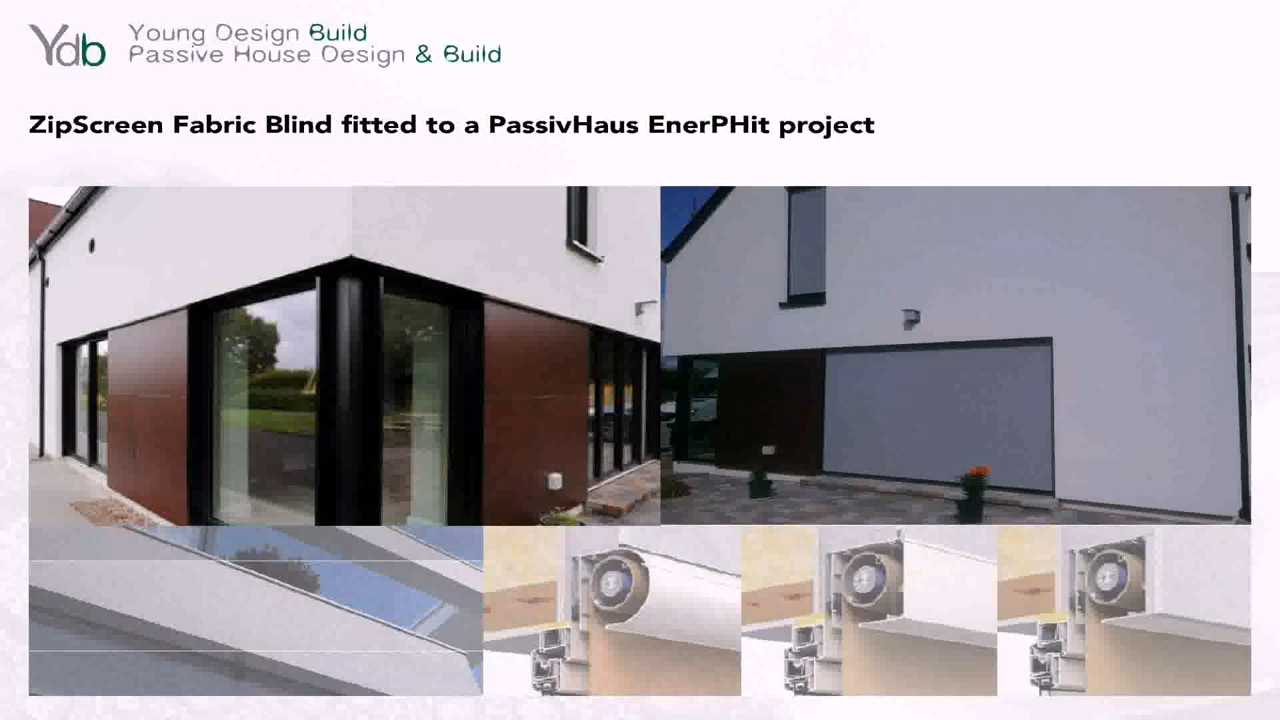 Ydb
Young Design Build
Passive House Design & Build
ZipScreen Fabric Blind fitted to a PassivHaus EnerPHit project